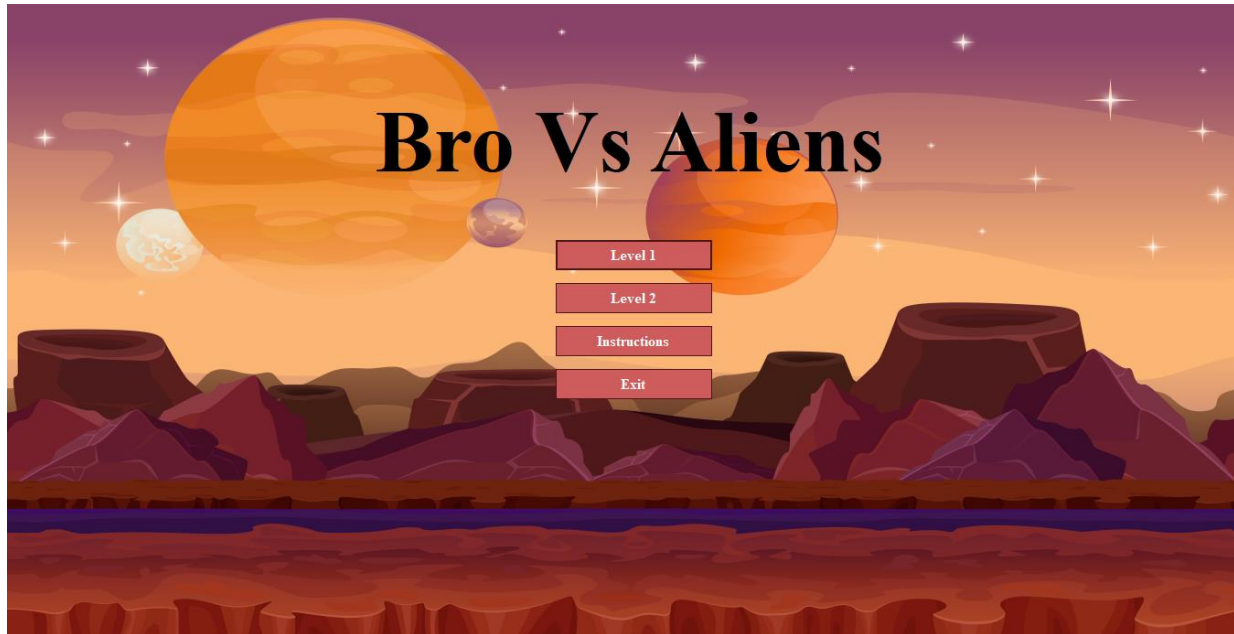 Bro Vs Aliens
Level 1
Level 2
Instructions
Exit